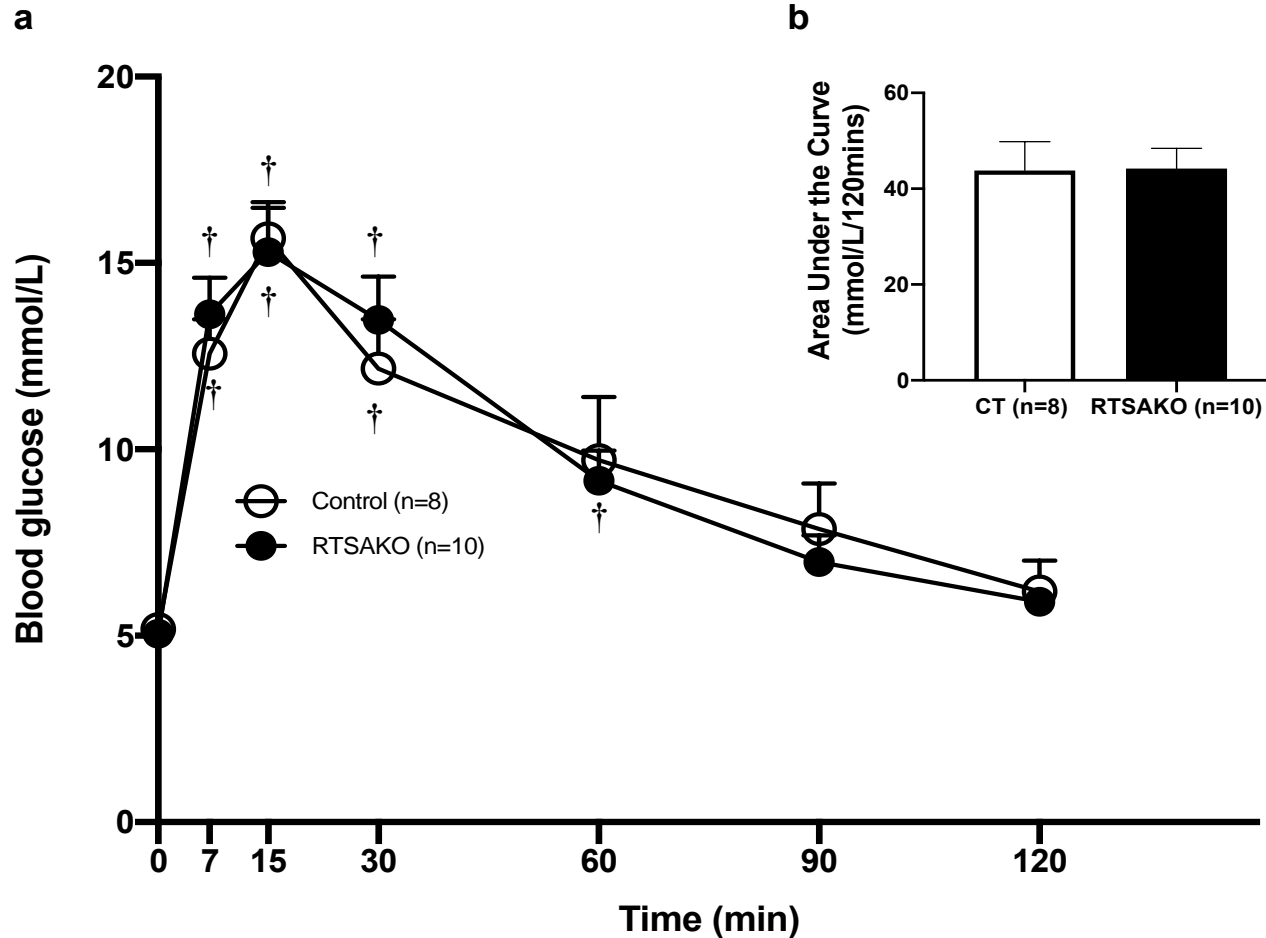 a
20
15
10
5
0
Blood glucose (mmol/L)
†
†
†
†
†
†
†
Control (n=8)
RTSAKO (n=10)
0 7 15 30 60 90 120
Time (min)
b
Area Under the Curve
(mmol/L/120mins)
60
40
20
0
CT (n=8) RTSAKO (n=10)